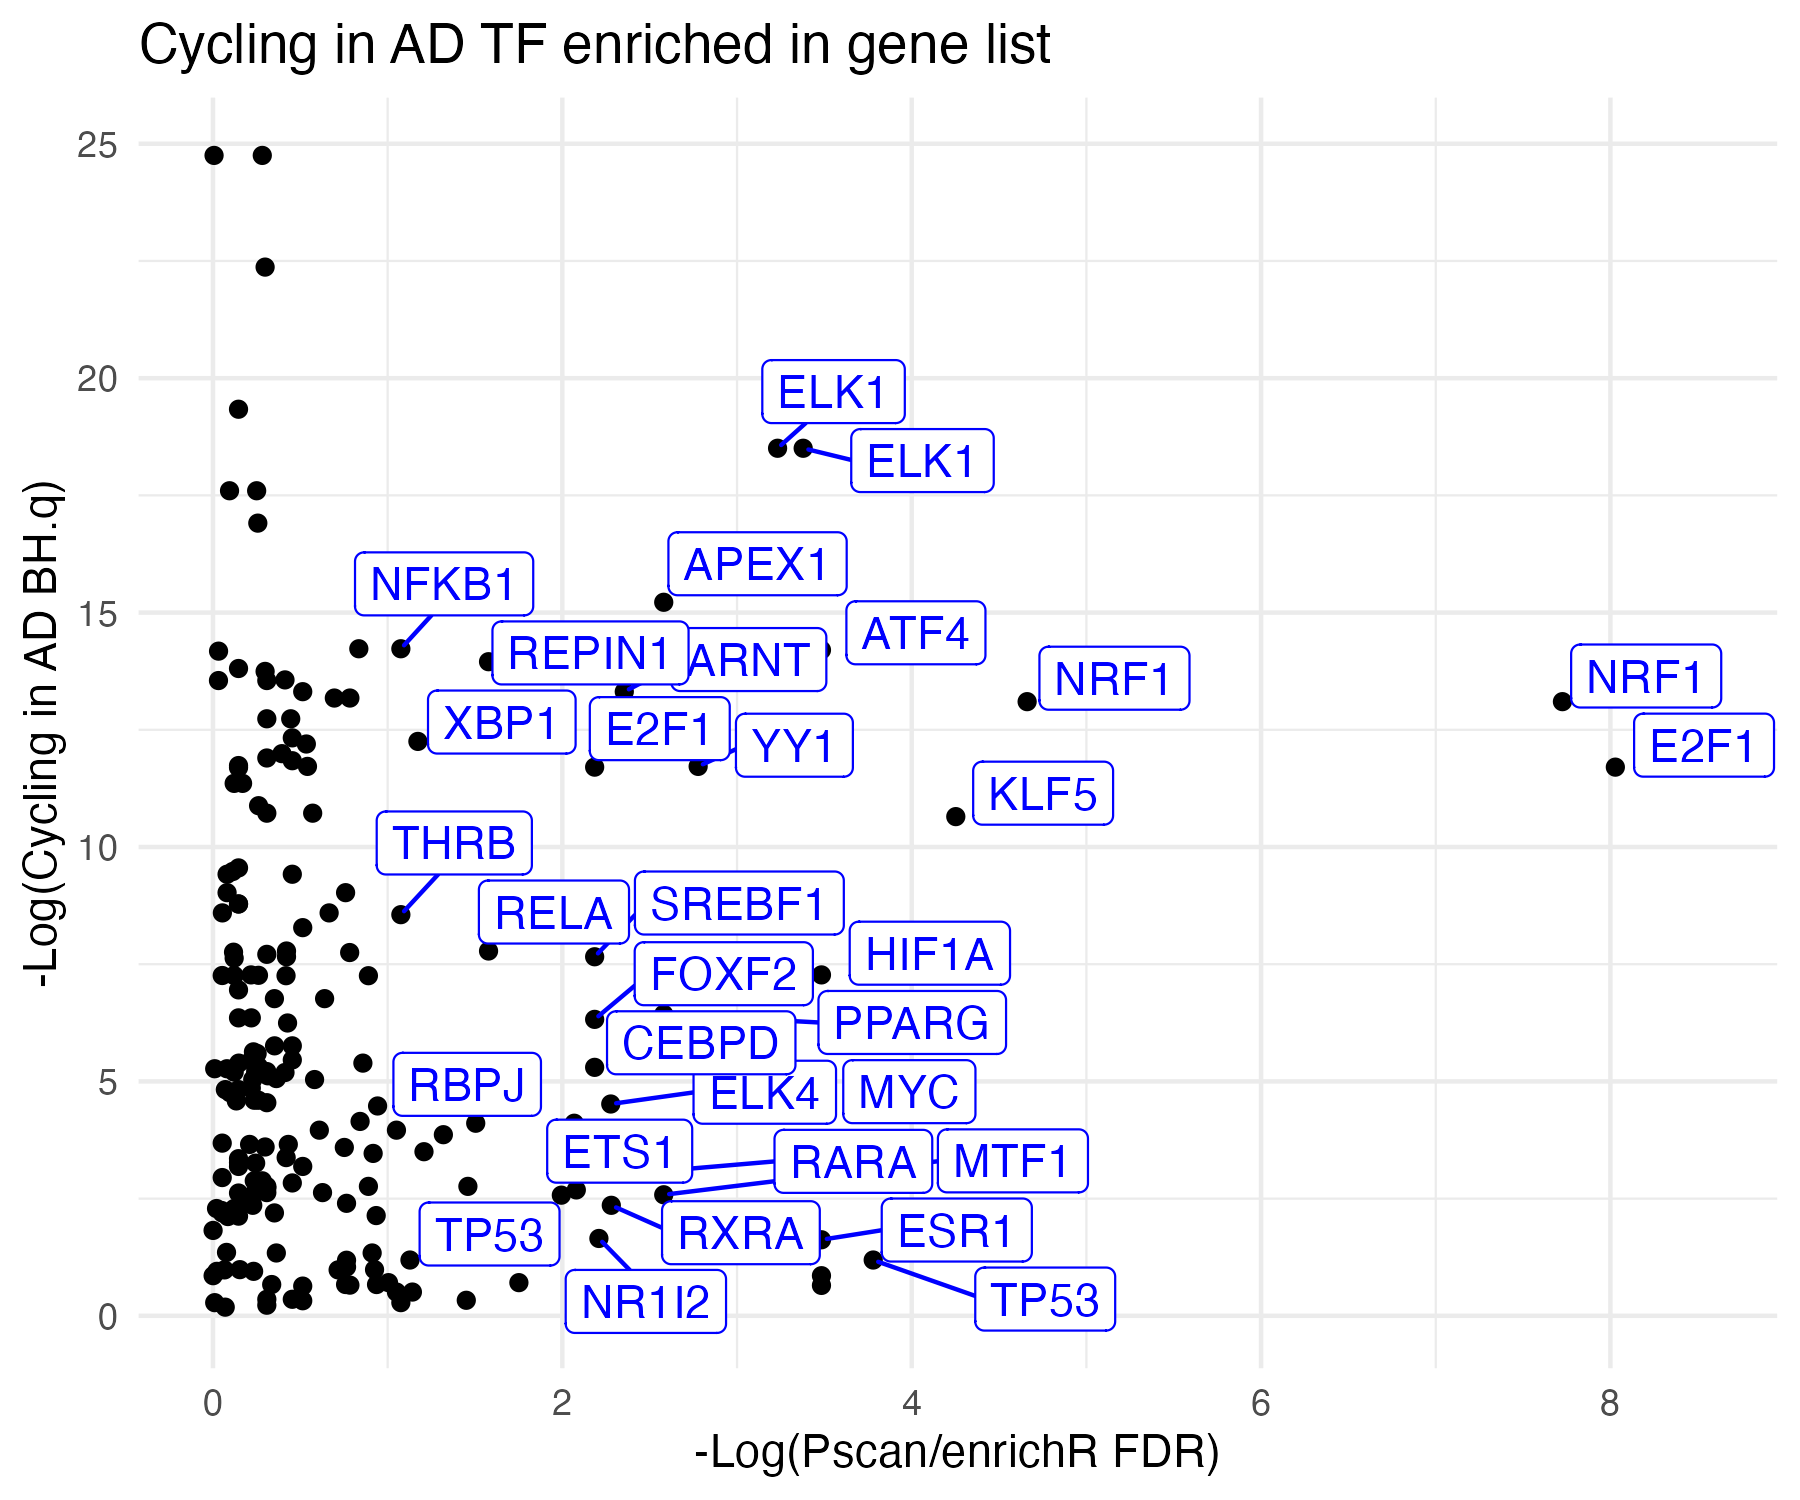 Cycling in AD TF enriched in gene list
-Log(Cycling in AD BH.q)
25
20
15
10
5
0
ELK1
ELK1
APEX1
NFKB1
ATF4
REPIN1
ARNT
NRF1
NRF1
XBP1
E2F1
YY1
E2F1
KLF5
THRB
RELA
SREBF1
HIF1A
FOXF2
PPARG
CEBPD
RBPJ
ELK4
MYC
ETS1
RARA
MTF1
TP53
RXRA
ESR1
NR1I2
TP53
0
2
4
6
8
-Log(Pscan/enrichR FDR)